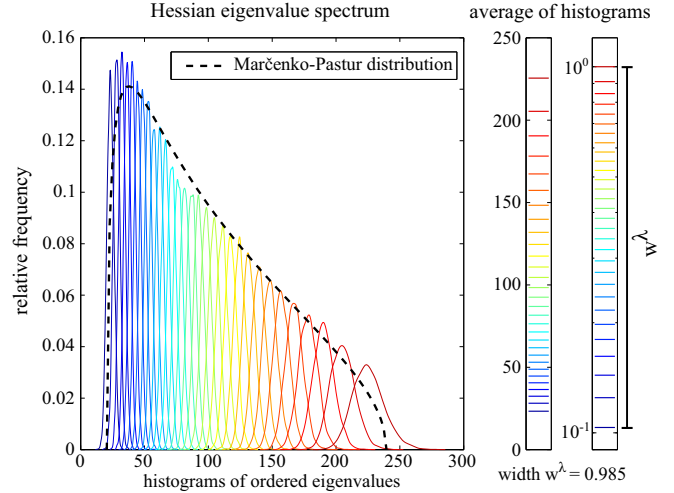 Hessian eigenvalue spectrum
average of histograms
Marčenko-Pastur distribution
relative frequency
0.16
0.14
0.12
0.1
0.08
0.06
0.04
0.02
0
0 50 100 150 200 250 300
histograms of ordered eigenvalues
250
200
150
100
50
0
10^0
10^-1
w^λ
width w^λ = 0.985